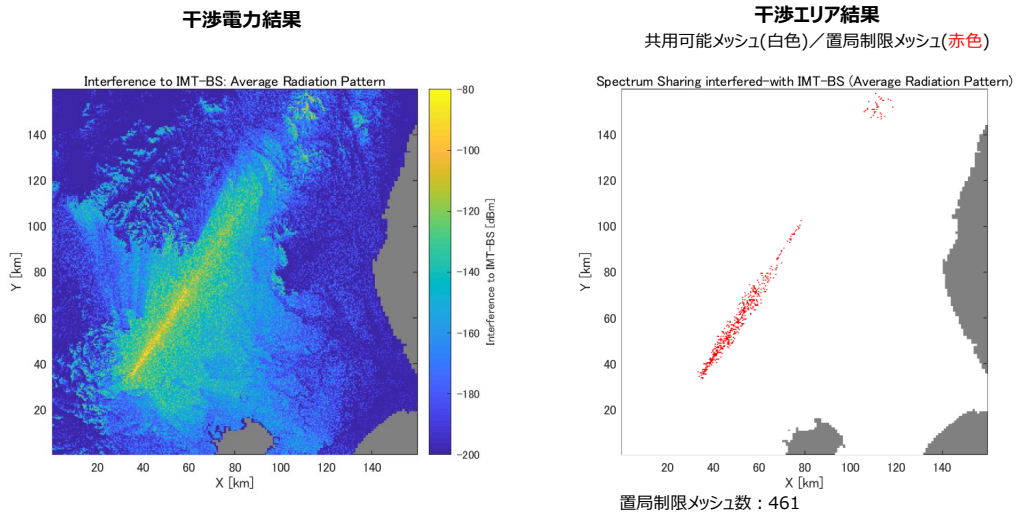 干渉電力結果
Interference to IMT-BS: Average Radiation Pattern
140
120
100
80
60
40
20
Y [km]
20 40 60 80 100 120 140
X [km]
-80
-100
-120
-140
-160
-180
-200
Interference to IMT-BS [dBm]
干渉エリア結果
共用可能メッシュ(白色)／置局制限メッシュ(赤色)
Spectrum Sharing interfered-with IMT-BS (Average Radiation Pattern)
140
120
100
80
60
40
20
Y [km]
20 40 60 80 100 120 140
X [km]
置局制限メッシュ数：461